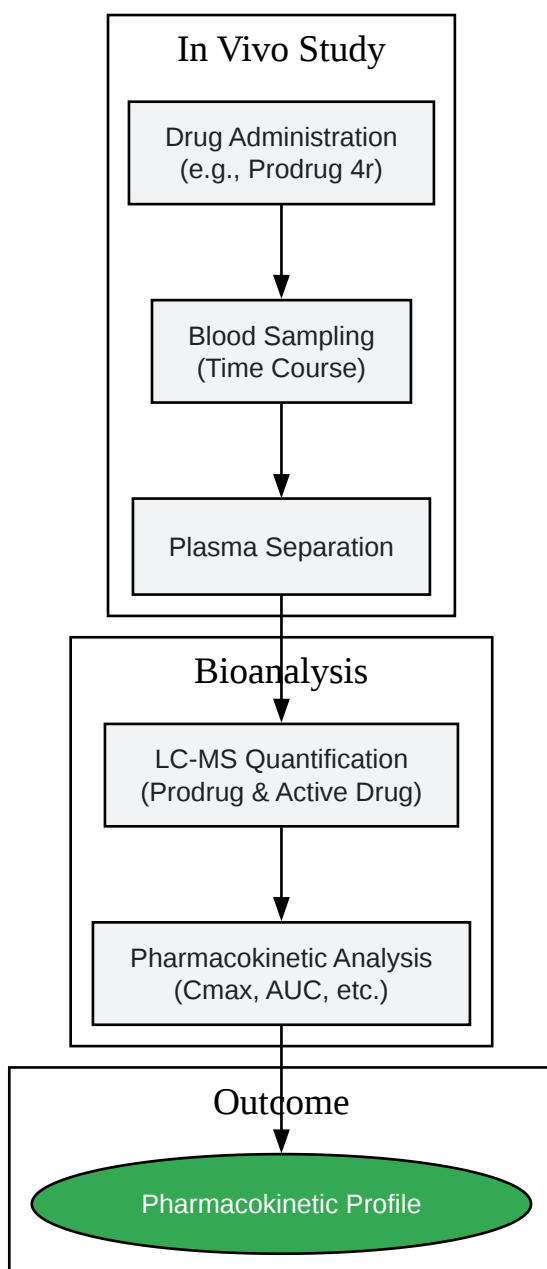 In Vivo Study
Drug Administration
(e.g., Prodrug 4r)
Blood Sampling
(Time Course)
Plasma Separation
Bioanalysis
LC-MS Quantification
(Prodrug & Active Drug)
Pharmacokinetic Analysis
(Cmax, AUC, etc.)
Outcome
Pharmacokinetic Profile